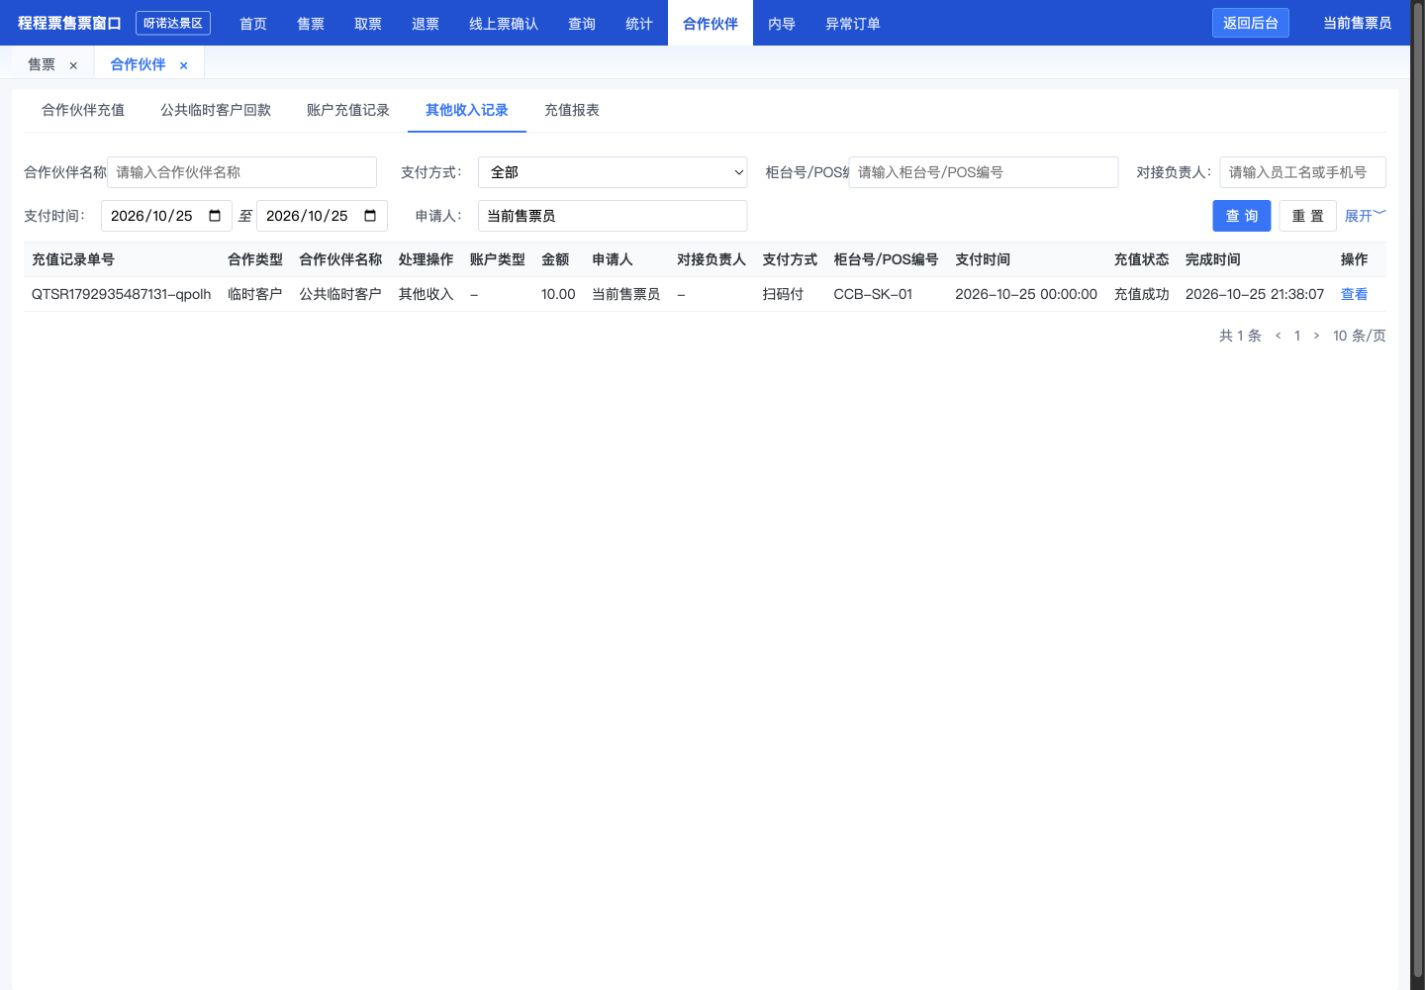 程程票售票窗口 呀诺达景区 首页 售票 取票 退票 线上票确认 查询 统计 合作伙伴 内导 异常订单 返回后台 当前售票员
售票 × 合作伙伴 ×
合作伙伴充值 公共临时客户回款 账户充值记录 其他收入记录 充值报表
合作伙伴名称 请输入合作伙伴名称 支付方式： 全部 柜台号/POS编 请输入柜台号/POS编号 对接负责人： 请输入员工名或手机号
支付时间： 2026/10/25 至 2026/10/25 申请人： 当前售票员 查 询 重 置 展开
充值记录单号 合作类型 合作伙伴名称 处理操作 账户类型 金额 申请人 对接负责人 支付方式 柜台号/POS编号 支付时间 充值状态 完成时间 操作
QTSR1792935487131-qpolh 临时客户 公共临时客户 其他收入 - 10.00 当前售票员 - 扫码付 CCB-SK-01 2026-10-25 00:00:00 充值成功 2026-10-25 21:38:07 查看
共 1 条 < 1 > 10 条/页